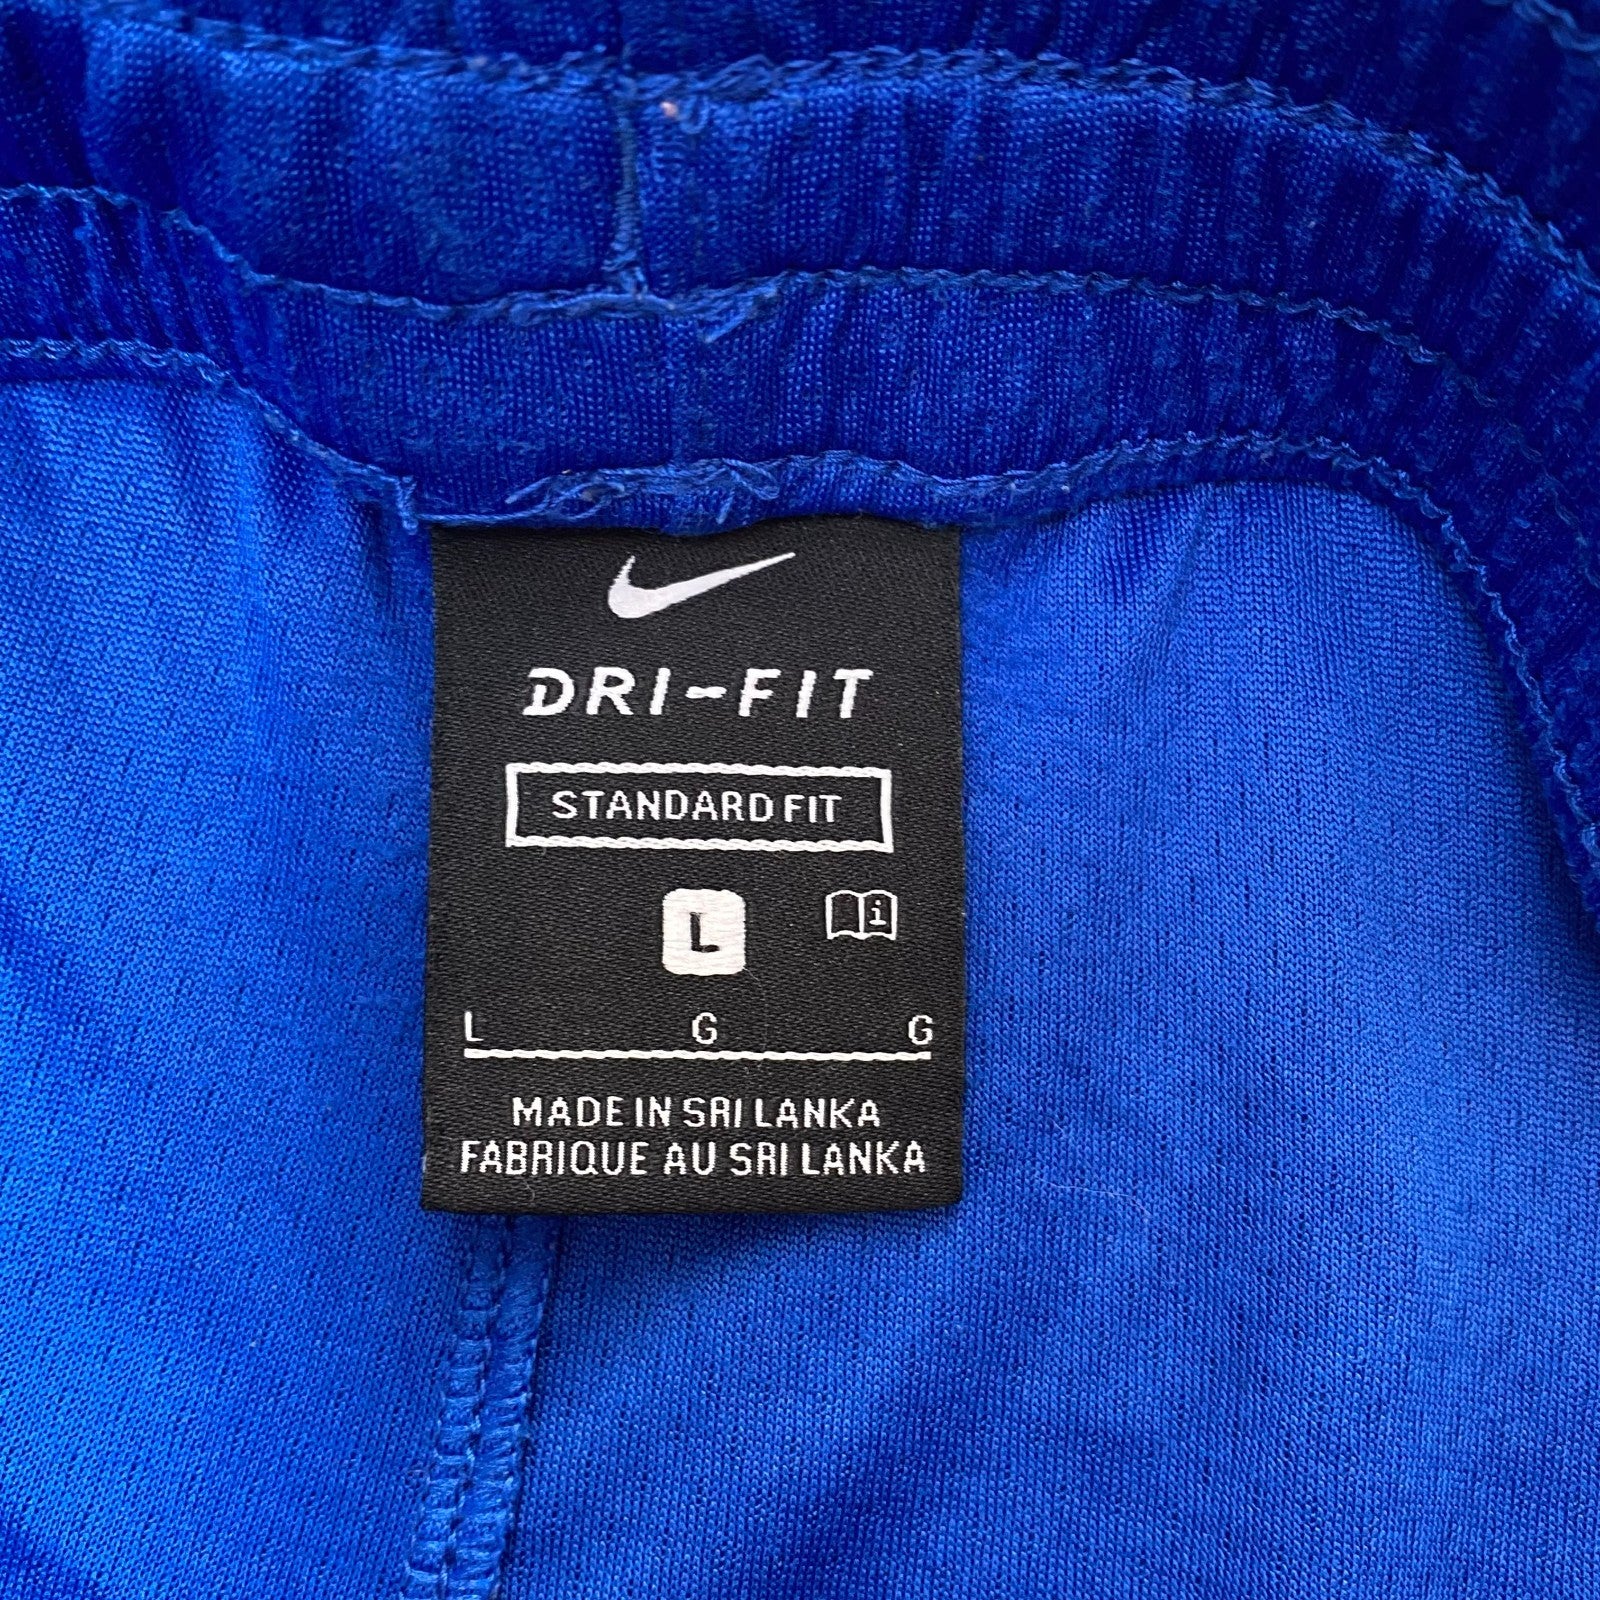 DRI-FIT
STANDARD FIT
L i
L G G
MADE IN SRI LANKA
FABRIQUE AU SRI LANKA